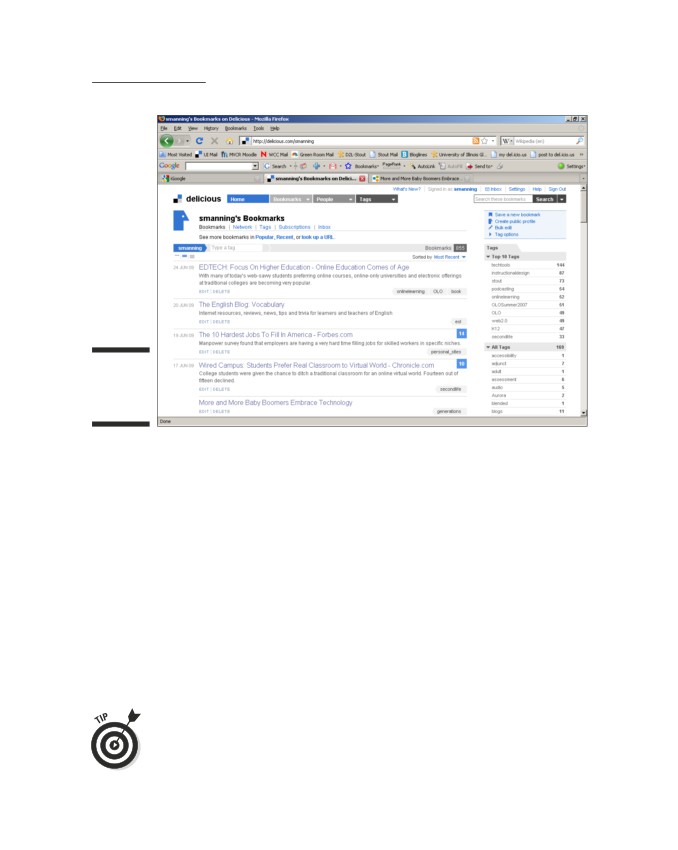 smanning's Bookmarks on Delicious - Mozilla Firefox
File Edit View History Bookmarks Tools Help
http://delicious.com/smanning
Wikipedia (en)
Most Visited UI Mail MVCR Moodle WCC Mail Green Room Mail D2L-Stout Stout Mail Bloglines University of Illinois Gl... my del.icio.us post to del.icio.us
Google Search Bookmarks PageRank AutoLink AutoFill Send to Settings
Google
smanning's Bookmarks on Delici...
More and More Baby Boomers Embrace ...
What's New? | Signed in as smanning | Inbox | Settings | Help | Sign Out
delicious Home Bookmarks People Tags
Search these bookmarks Search
smanning's Bookmarks
Bookmarks | Network | Tags | Subscriptions | Inbox
See more bookmarks in Popular, Recent, or look up a URL.
Save a new bookmark
Create public profile
Bulk edit
Tag options
smanning Type a tag
Bookmarks 855
Sorted by Most Recent
24 JUN 09 EDTECH: Focus On Higher Education - Online Education Comes of Age
With many of today's web-savvy students preferring online courses, online-only universities and electronic offerings
at traditional colleges are becoming very popular
EDIT | DELETE
onlinelearning OLO book
20 JUN 09 The English Blog: Vocabulary
Internet resources, reviews, news, tips and trivia for learners and teachers of English
EDIT | DELETE
esl
19 JUN 09 The 10 Hardest Jobs To Fill In America - Forbes.com 14
Manpower survey found that employers are having a very hard time filling jobs for skilled workers in specific niches.
EDIT | DELETE
personal_sites
17 JUN 09 Wired Campus: Students Prefer Real Classroom to Virtual World - Chronicle.com
College students were given the chance to ditch a traditional classroom for an online virtual world. Fourteen out of
fifteen declined.
EDIT | DELETE
secondlife
More and More Baby Boomers Embrace Technology
EDIT | DELETE
generations
Tags
Top 10 Tags
techtools 144
instructionaldesign 87
stout 73
podcasting 64
onlinelearning 62
OLOSummer2007 61
OLO 49
web2.0 49
K12 47
secondlife 33
All Tags 188
accessibility 1
adjunct 7
adult 1
assessment 8
audio 5
Aurora 2
blended 1
blogs 11
Done
TIP